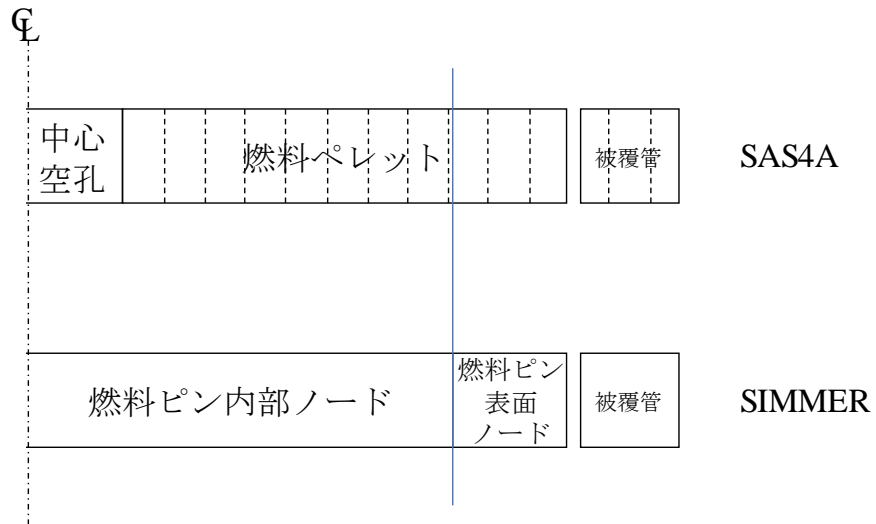 ℄
中心
空孔
燃料ペレット
被覆管
SAS4A
燃料ピン内部ノード
燃料ピン
表面
ノード
被覆管
SIMMER